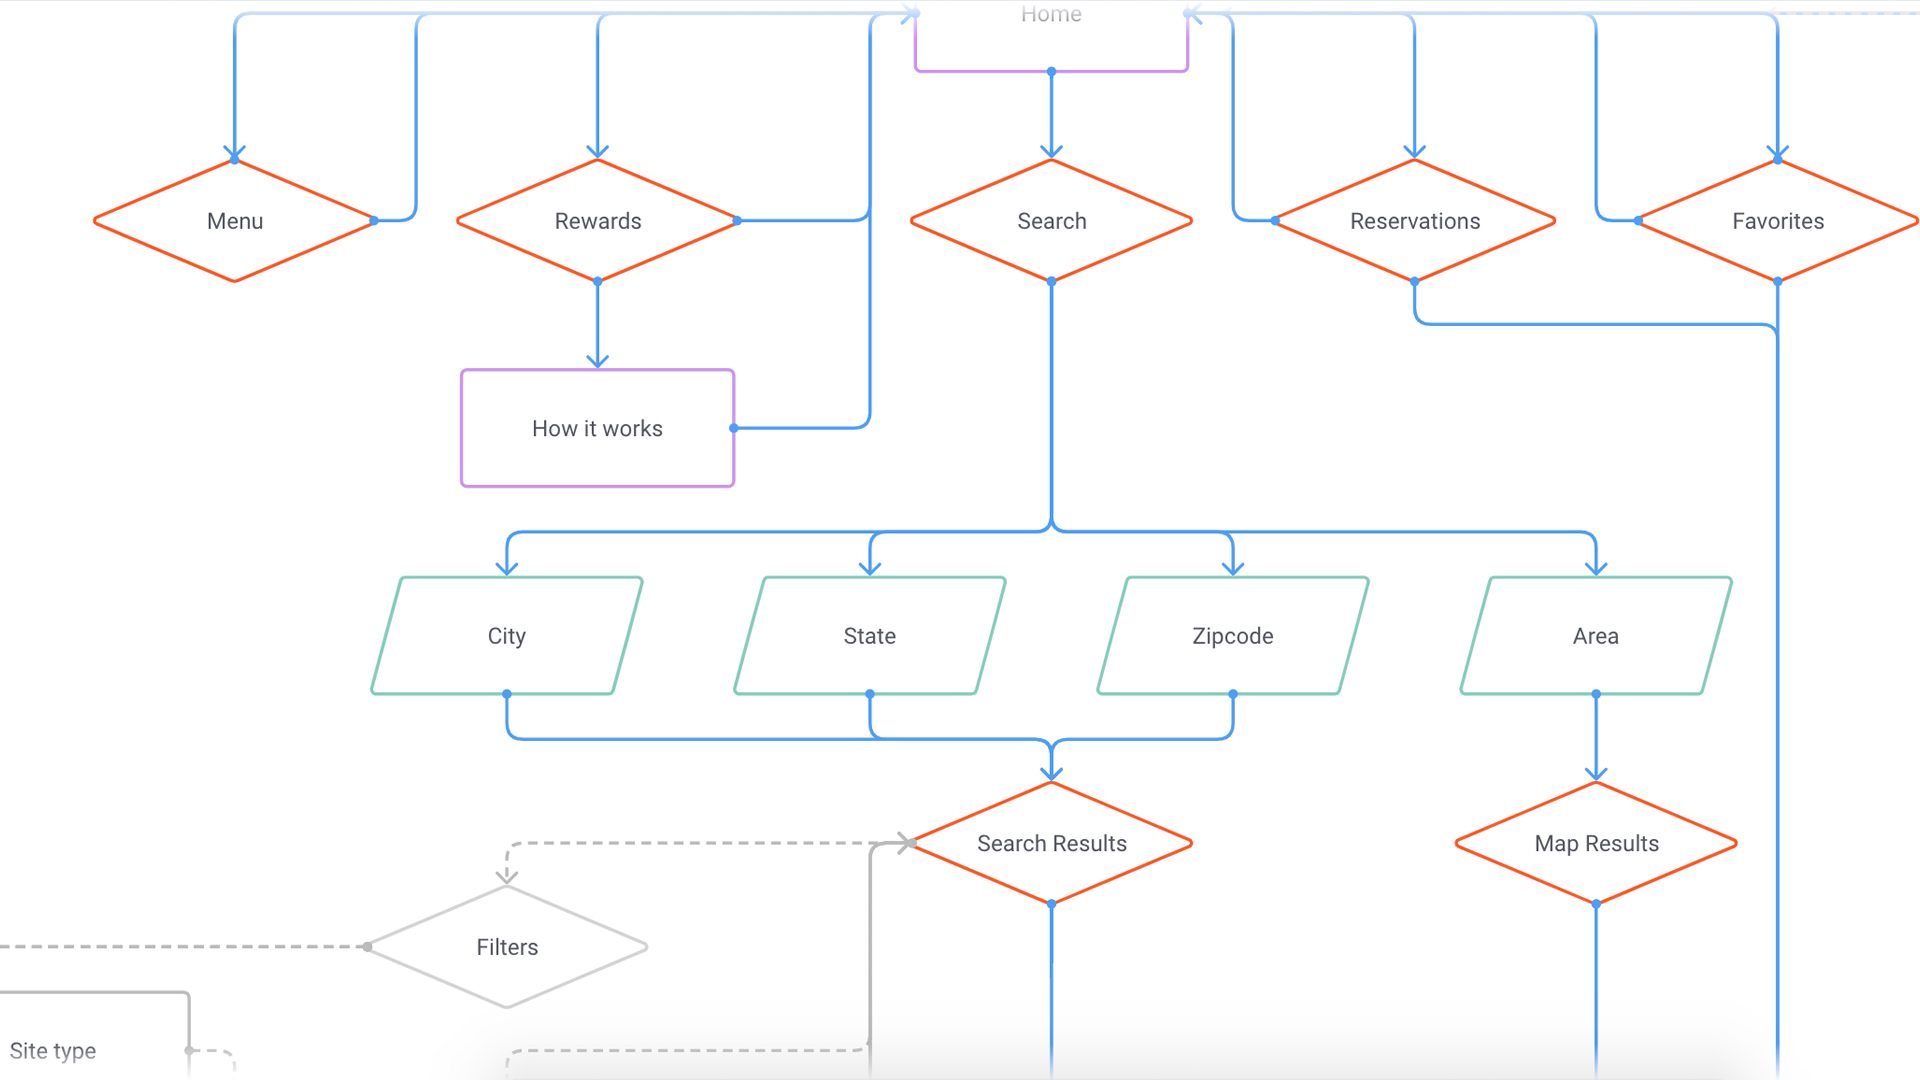 Home
Menu
Rewards
Search
Reservations
Favorites
How it works
City
State
Zipcode
Area
Search Results
Map Results
Filters
Site type